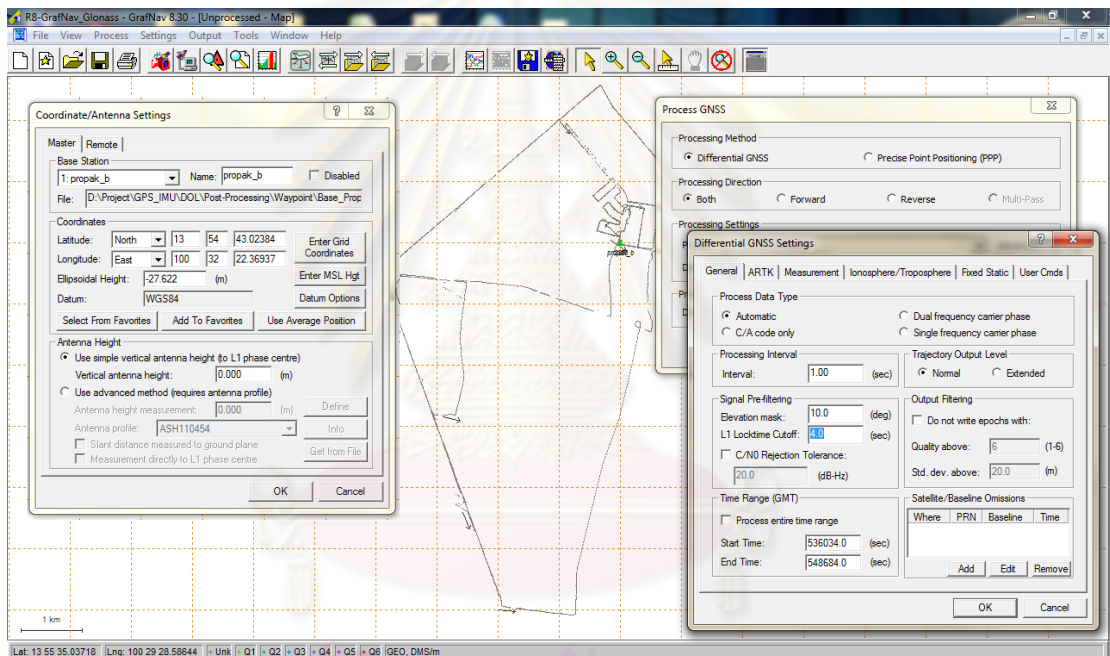 R8-GrafNav_Glonass - GrafNav 8.30 - [Unprocessed - Map]
File View Process Settings Output Tools Window Help
Coordinate/Antenna Settings
Master Remote
Base Station
1: propak_b Name: propak_b Disabled
File: D:\Project\GPS_IMU\DOL\Post-Processing\Waypoint\Base_Prop
Coordinates
Latitude: North 13 54 43.02384 Enter Grid Coordinates
Longitude: East 100 32 22.36937
Ellipsoidal Height: -27.622 (m) Enter MSL Hgt
Datum: WGS84 Datum Options
Select From Favorites Add To Favorites Use Average Position
Antenna Height
Use simple vertical antenna height (to L1 phase centre)
Vertical antenna height: 0.000 (m)
Use advanced method (requires antenna profile)
Antenna height measurement: 0.000 (m) Define
Antenna profile: ASH110454 Info
Slant distance measured to ground plane
Measurement directly to L1 phase centre Get from File
OK Cancel
Process GNSS
Processing Method
Differential GNSS Precise Point Positioning (PPP)
Processing Direction
Both Forward Reverse Multi-Pass
Processing Settings
Differential GNSS Settings
General ARTK Measurement Ionosphere/Troposphere Fixed Static User Cmds
Process Data Type
Automatic Dual frequency carrier phase
C/A code only Single frequency carrier phase
Processing Interval Trajectory Output Level
Interval: 1.00 (sec) Normal Extended
Signal Pre-filtering Output Filtering
Elevation mask: 10.0 (deg) Do not write epochs with:
L1 Locktime Cutoff: 4.0 (sec) Quality above: 6 (1-6)
C/N0 Rejection Tolerance:
20.0 (dB-Hz) Std. dev. above: 20.0 (m)
Time Range (GMT) Satellite/Baseline Omissions
Process entire time range Where PRN Baseline Time
Start Time: 536034.0 (sec)
End Time: 548684.0 (sec)
Add Edit Remove
OK Cancel
1 km
Lat: 13 55 35.03718 Lng: 100 29 28.58644 + Unk + Q1 + Q2 + Q3 + Q4 + Q5 + Q6 GEO, DMS/m